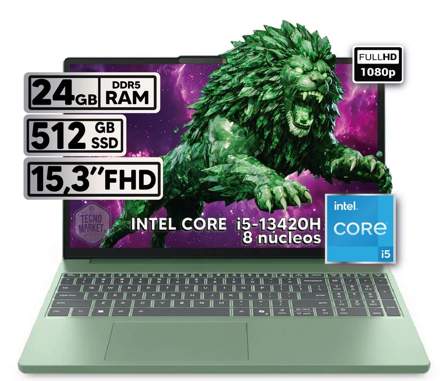 FULLHD
1080p
24GB DDR5 RAM
512 GB SSD
15,3’’FHD
TECNO
MARKET
INTEL CORE i5-13420H
8 núcleos
intel.
CORE
i5